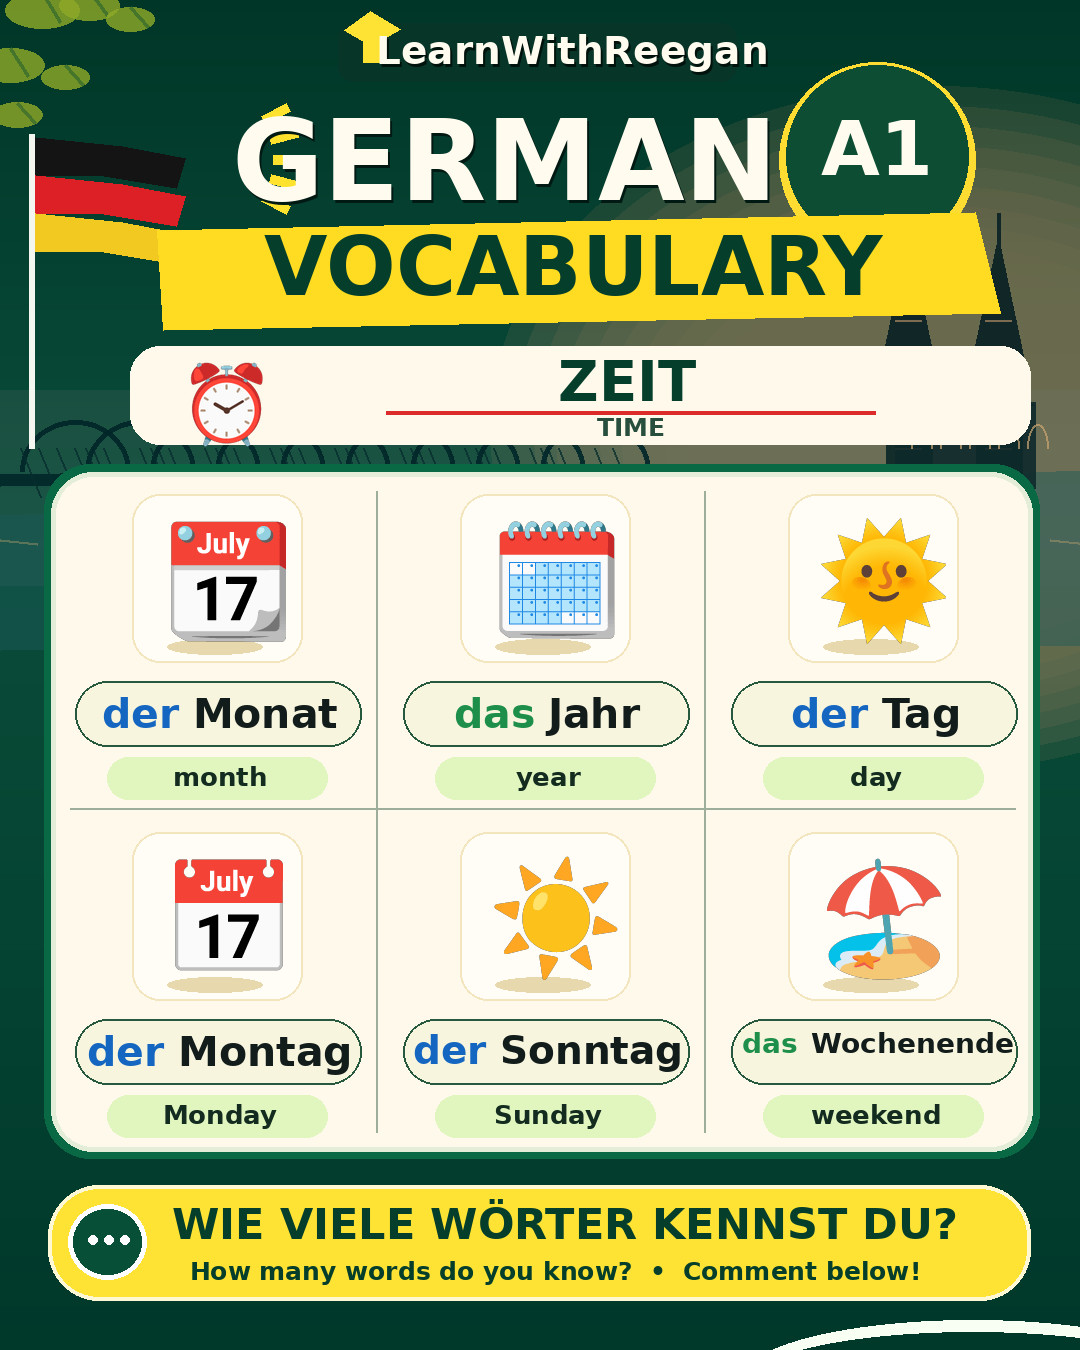 LearnWithReegan
GERMAN
A1
VOCABULARY
ZEIT
TIME
July
17
der Monat
month
das Jahr
year
der Tag
day
July
17
der Montag
Monday
der Sonntag
Sunday
das Wochenende
weekend
WIE VIELE WÖRTER KENNST DU?
How many words do you know? • Comment below!